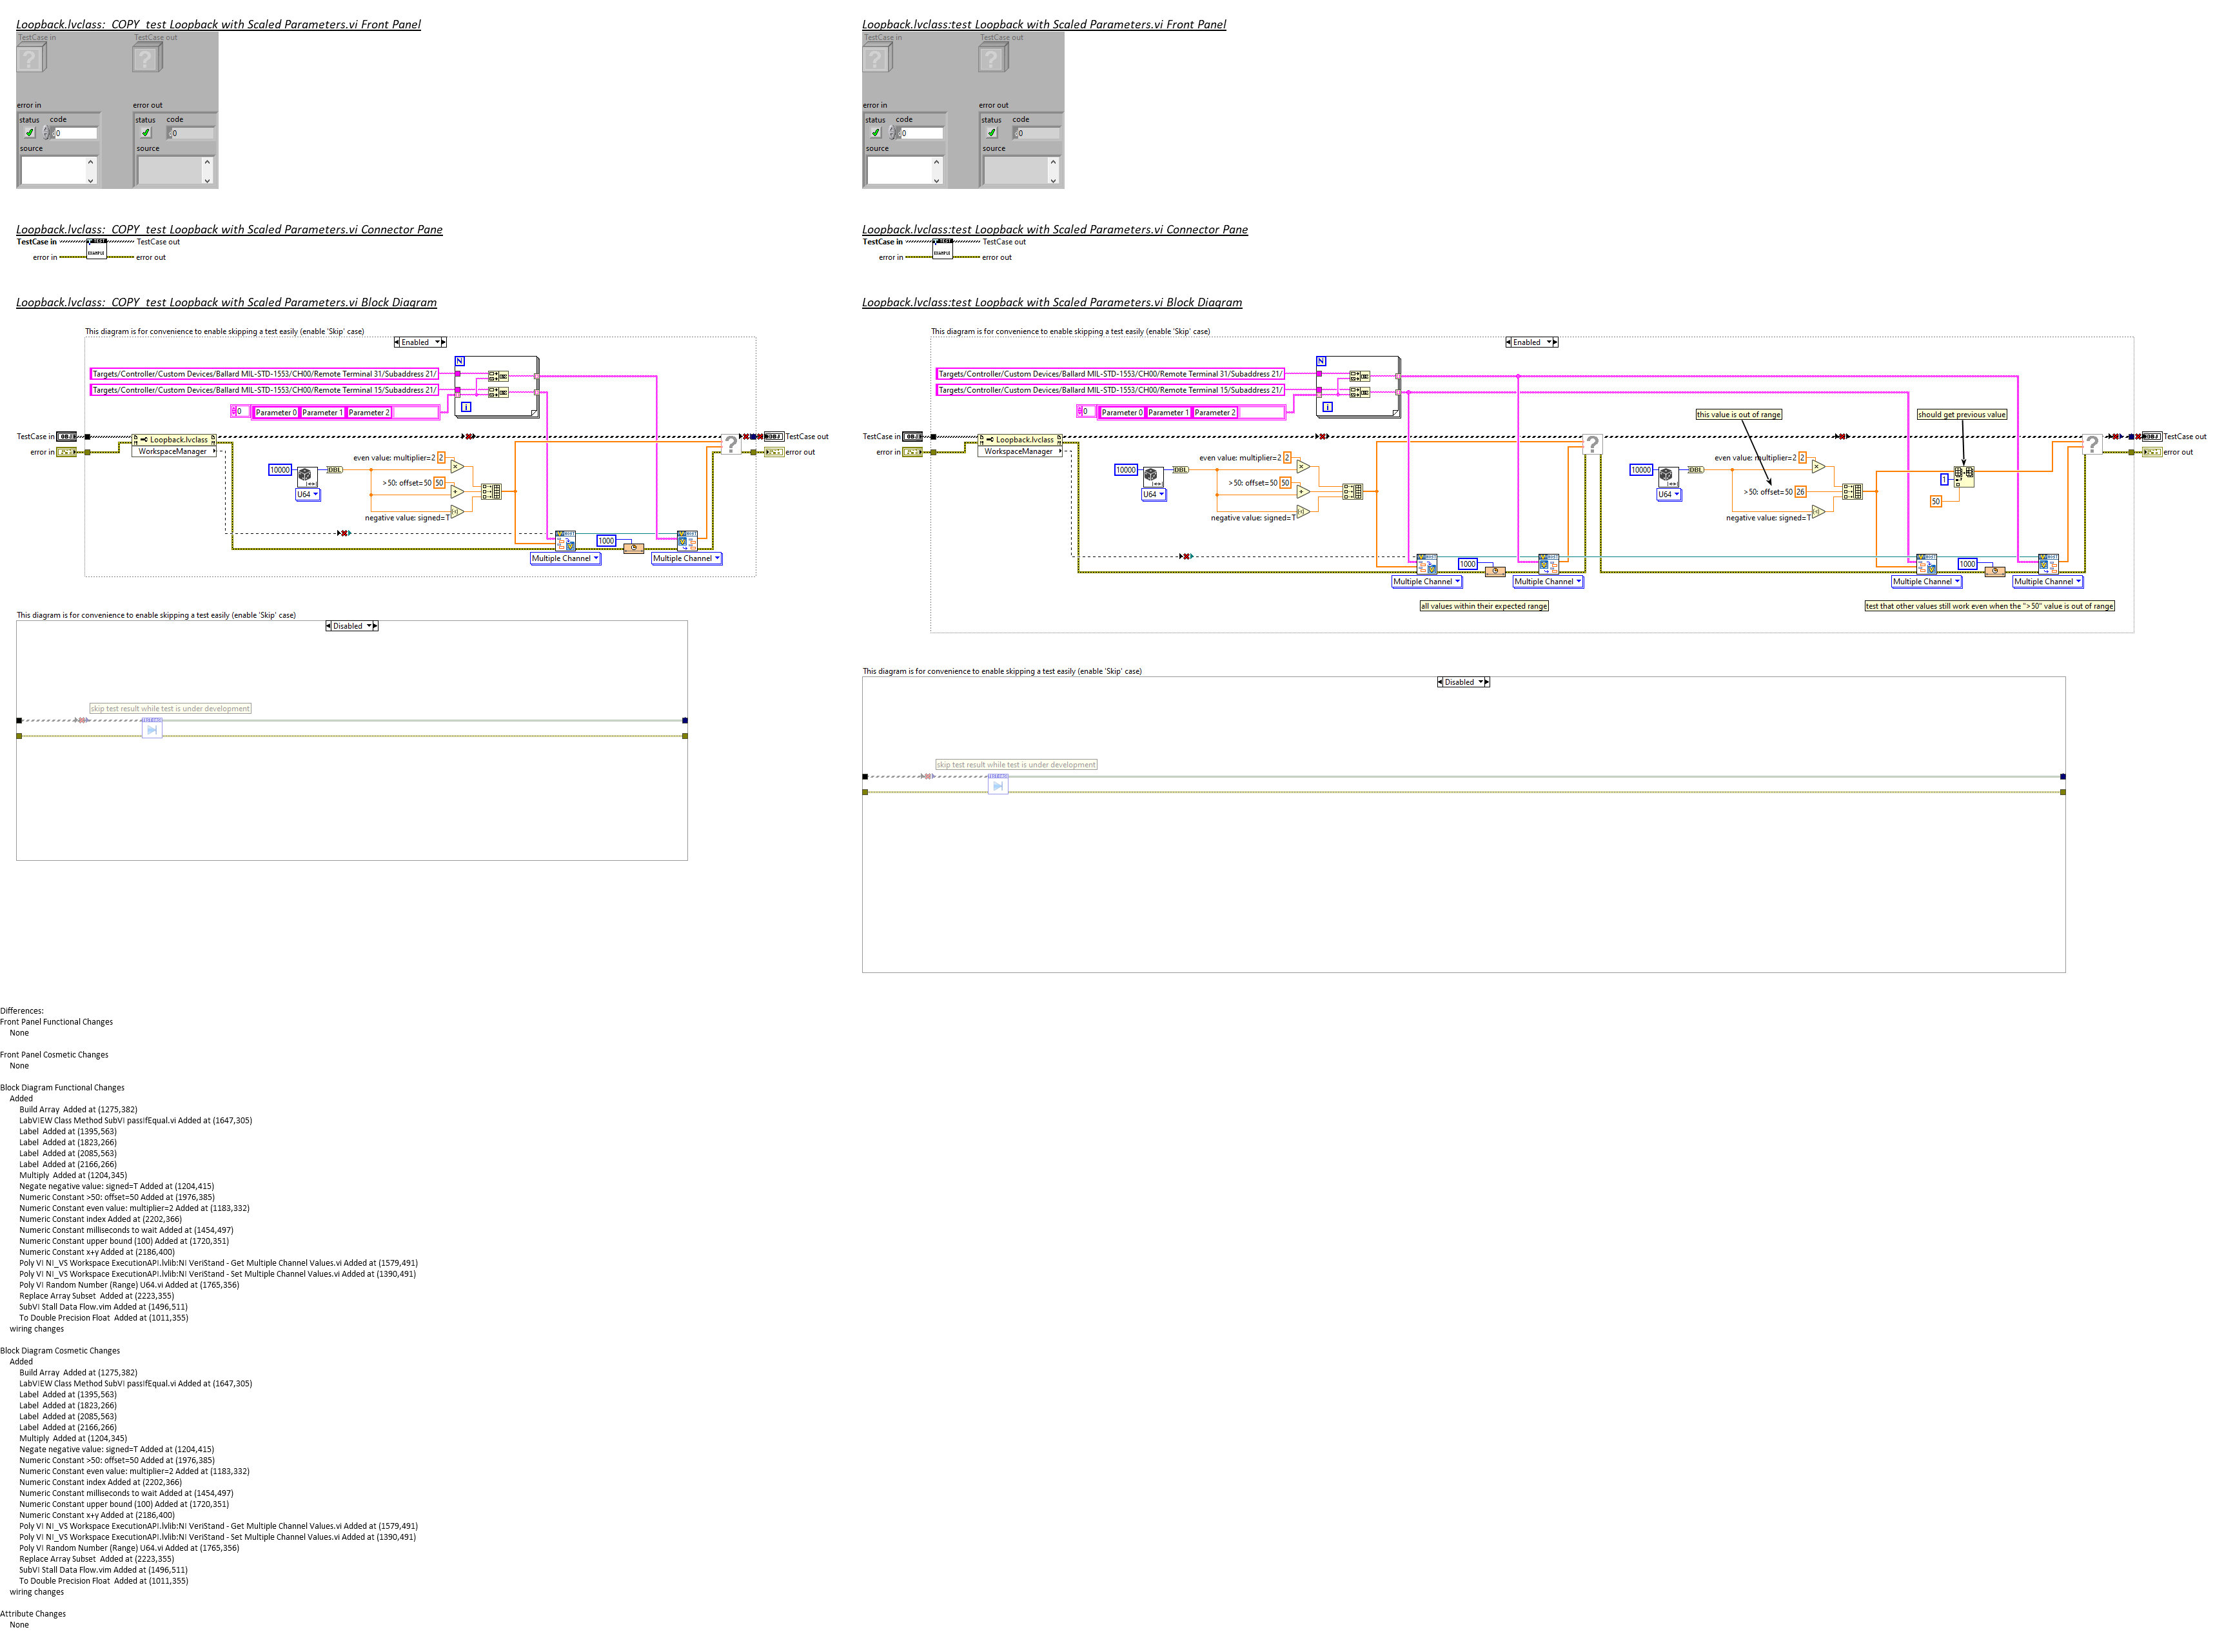 Loopback.lvclass:_COPY_test Loopback with Scaled Parameters.vi Front Panel
TestCase in
TestCase out
error in
error out
status
code
status
code
0
0
source
source
Loopback.lvclass:_COPY_test Loopback with Scaled Parameters.vi Connector Pane
TestCase in
TEST
TestCase out
EXAMPLE
error in
error out
Loopback.lvclass:_COPY_test Loopback with Scaled Parameters.vi Block Diagram
This diagram is for convenience to enable skipping a test easily (enable 'Skip' case)
Enabled
N
Targets/Controller/Custom Devices/Ballard MIL-STD-1553/CH00/Remote Terminal 31/Subaddress 21/
Targets/Controller/Custom Devices/Ballard MIL-STD-1553/CH00/Remote Terminal 15/Subaddress 21/
i
0
Parameter 0
Parameter 1
Parameter 2
TestCase in
Loopback.lvclass
TestCase out
error in
WorkspaceManager
error out
even value: multiplier=2
2
10000
DBL
>50: offset=50
50
U64
negative value: signed=T
1000
Multiple Channel
Multiple Channel
This diagram is for convenience to enable skipping a test easily (enable 'Skip' case)
Disabled
skip test result while test is under development
Loopback.lvclass:test Loopback with Scaled Parameters.vi Front Panel
TestCase in
TestCase out
error in
error out
status
code
status
code
0
0
source
source
Loopback.lvclass:test Loopback with Scaled Parameters.vi Connector Pane
TestCase in
TEST
TestCase out
EXAMPLE
error in
error out
Loopback.lvclass:test Loopback with Scaled Parameters.vi Block Diagram
This diagram is for convenience to enable skipping a test easily (enable 'Skip' case)
Enabled
N
Targets/Controller/Custom Devices/Ballard MIL-STD-1553/CH00/Remote Terminal 31/Subaddress 21/
Targets/Controller/Custom Devices/Ballard MIL-STD-1553/CH00/Remote Terminal 15/Subaddress 21/
i
0
Parameter 0
Parameter 1
Parameter 2
this value is out of range
should get previous value
TestCase in
Loopback.lvclass
TestCase out
error in
WorkspaceManager
error out
even value: multiplier=2
2
10000
DBL
>50: offset=50
50
U64
negative value: signed=T
even value: multiplier=2
2
10000
DBL
>50: offset=50
26
U64
negative value: signed=T
1
50
1000
Multiple Channel
Multiple Channel
1000
Multiple Channel
Multiple Channel
all values within their expected range
test that other values still work even when the ">50" value is out of range
This diagram is for convenience to enable skipping a test easily (enable 'Skip' case)
Disabled
skip test result while test is under development
Differences:
Front Panel Functional Changes
None
Front Panel Cosmetic Changes
None
Block Diagram Functional Changes
Added
Build Array  Added at (1275,382)
LabVIEW Class Method SubVI passIfEqual.vi Added at (1647,305)
Label  Added at (1395,563)
Label  Added at (1823,266)
Label  Added at (2085,563)
Label  Added at (2166,266)
Multiply  Added at (1204,345)
Negate negative value: signed=T Added at (1204,415)
Numeric Constant >50: offset=50 Added at (1976,385)
Numeric Constant even value: multiplier=2 Added at (1183,332)
Numeric Constant index Added at (2202,366)
Numeric Constant milliseconds to wait Added at (1454,497)
Numeric Constant upper bound (100) Added at (1720,351)
Numeric Constant x+y Added at (2186,400)
Poly VI NI_VS Workspace ExecutionAPI.lvlib:NI VeriStand - Get Multiple Channel Values.vi Added at (1579,491)
Poly VI NI_VS Workspace ExecutionAPI.lvlib:NI VeriStand - Set Multiple Channel Values.vi Added at (1390,491)
Poly VI Random Number (Range) U64.vi Added at (1765,356)
Replace Array Subset  Added at (2223,355)
SubVI Stall Data Flow.vim Added at (1496,511)
To Double Precision Float  Added at (1011,355)
wiring changes
Block Diagram Cosmetic Changes
Added
Build Array  Added at (1275,382)
LabVIEW Class Method SubVI passIfEqual.vi Added at (1647,305)
Label  Added at (1395,563)
Label  Added at (1823,266)
Label  Added at (2085,563)
Label  Added at (2166,266)
Multiply  Added at (1204,345)
Negate negative value: signed=T Added at (1204,415)
Numeric Constant >50: offset=50 Added at (1976,385)
Numeric Constant even value: multiplier=2 Added at (1183,332)
Numeric Constant index Added at (2202,366)
Numeric Constant milliseconds to wait Added at (1454,497)
Numeric Constant upper bound (100) Added at (1720,351)
Numeric Constant x+y Added at (2186,400)
Poly VI NI_VS Workspace ExecutionAPI.lvlib:NI VeriStand - Get Multiple Channel Values.vi Added at (1579,491)
Poly VI NI_VS Workspace ExecutionAPI.lvlib:NI VeriStand - Set Multiple Channel Values.vi Added at (1390,491)
Poly VI Random Number (Range) U64.vi Added at (1765,356)
Replace Array Subset  Added at (2223,355)
SubVI Stall Data Flow.vim Added at (1496,511)
To Double Precision Float  Added at (1011,355)
wiring changes
Attribute Changes
None